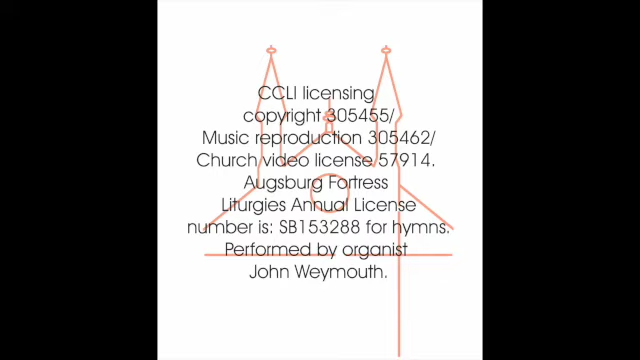 CCLI licensing
copyright 305455/
Music reproduction 305462/
Church video license 57914.
Augsburg Fortress
Liturgies Annual License
number is: SB153288 for hymns.
Performed by organist
John Weymouth.